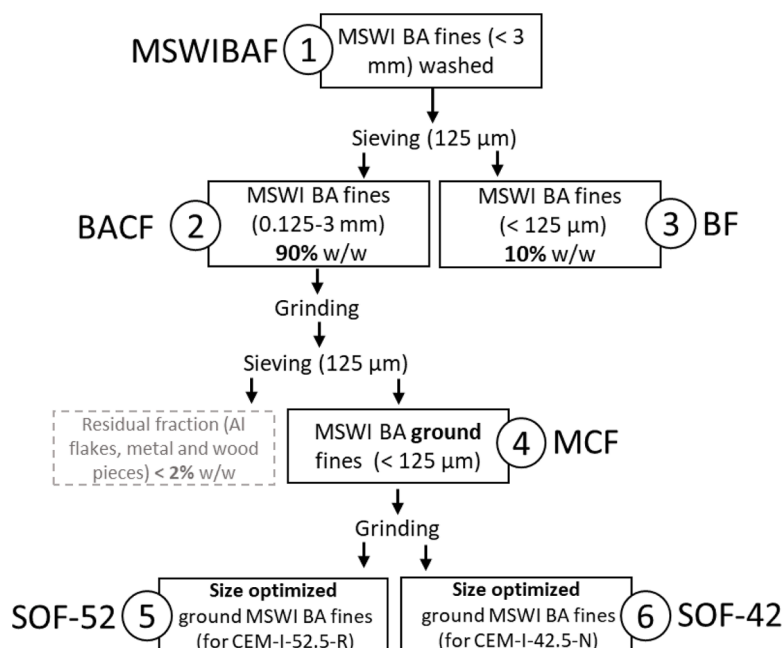 MSWIBAF
1
MSWI BA fines (< 3
mm) washed
Sieving (125 µm)
BACF
2
MSWI BA fines
(0.125-3 mm)
90% w/w
MSWI BA fines
(< 125 µm)
10% w/w
3
BF
Grinding
Sieving (125 µm)
Residual fraction (Al
flakes, metal and wood
pieces) < 2% w/w
MSWI BA ground
fines (< 125 µm)
4
MCF
Grinding
SOF-52
5
Size optimized
ground MSWI BA fines
(for CEM-I-52.5-R)
Size optimized
ground MSWI BA fines
(for CEM-I-42.5-N)
6
SOF-42